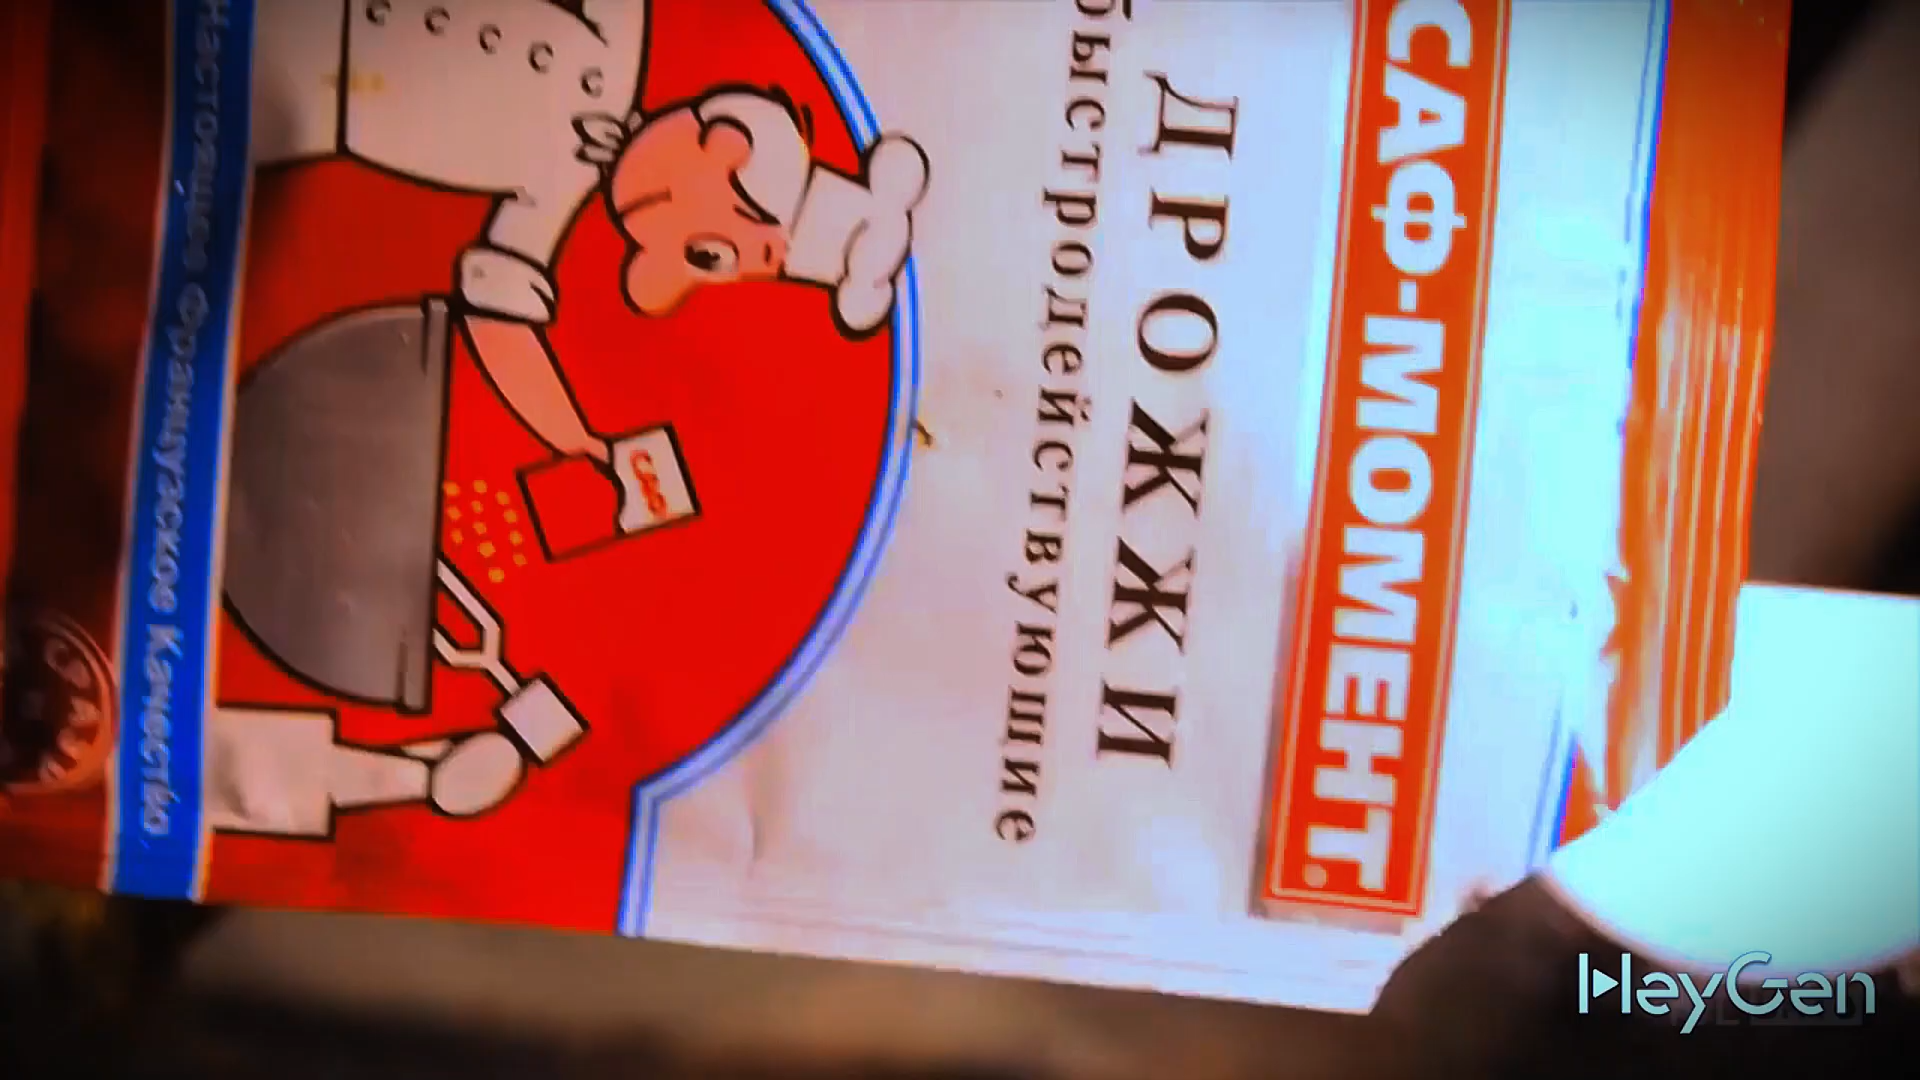 САФ-МОМЕНТ.
ДРОЖЖИ
быстродействующие
САФ
Настоящее Французское Качество.
HeyGen